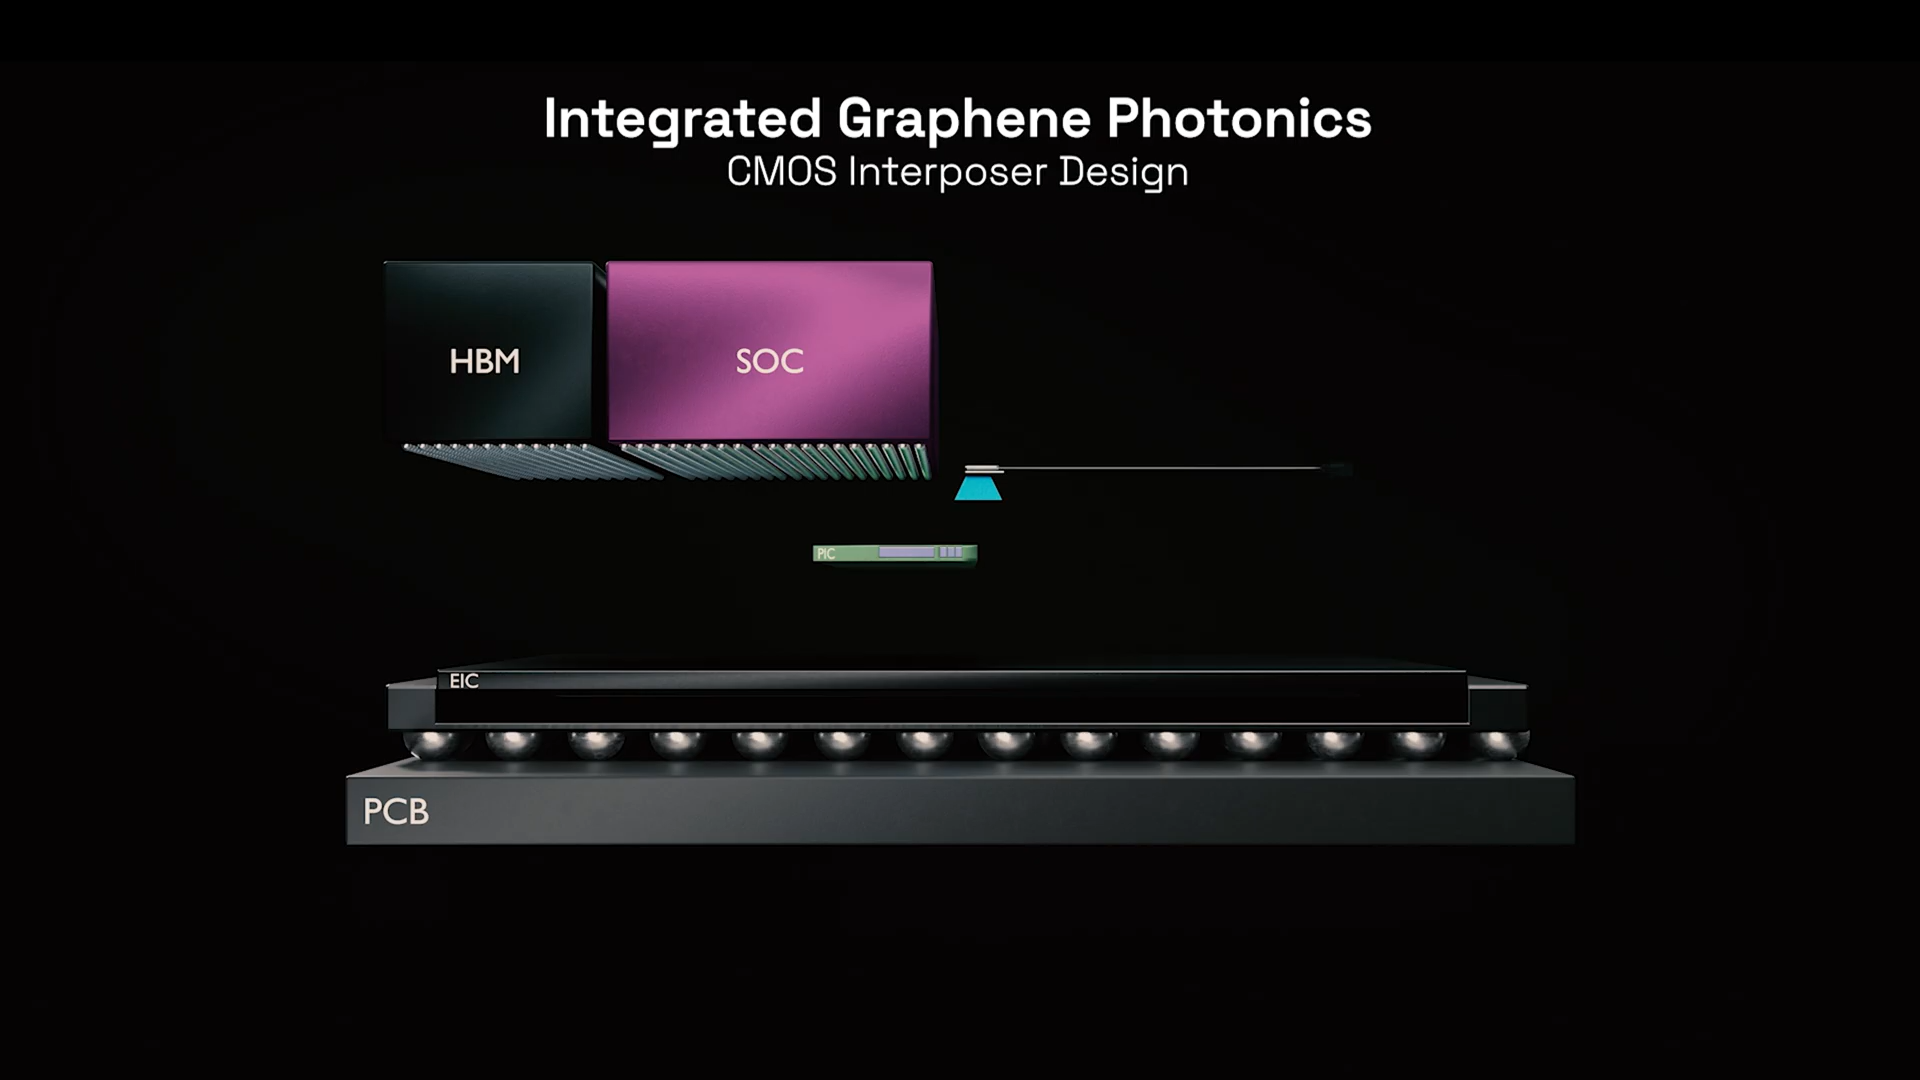 Integrated Graphene Photonics
CMOS Interposer Design
HBM
SOC
PIC
EIC
PCB